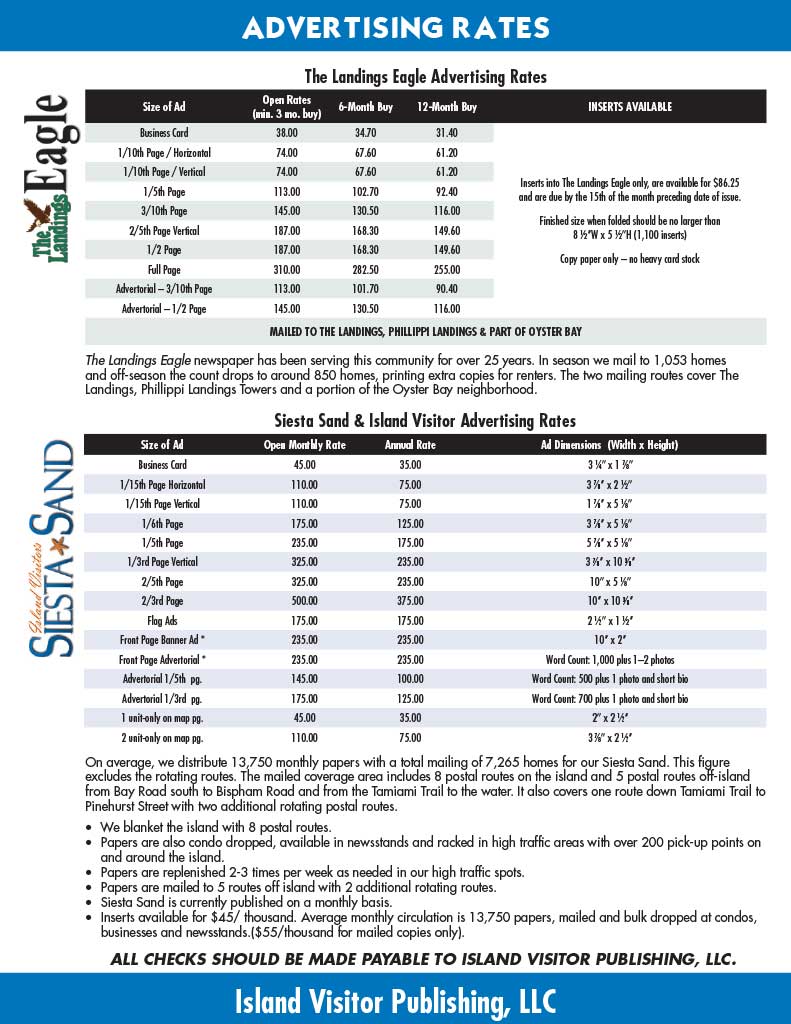 ADVERTISING RATES
The Landings Eagle Advertising Rates
The Landings Eagle
Size of Ad Open Rates (min. 3 mo. buy) 6-Month Buy 12-Month Buy INSERTS AVAILABLE
Business Card 38.00 34.70 31.40
1/10th Page / Horizontal 74.00 67.60 61.20
1/10th Page / Vertical 74.00 67.60 61.20
1/5th Page 113.00 102.70 92.40
3/10th Page 145.00 130.50 116.00
2/5th Page Vertical 187.00 168.30 149.60
1/2 Page 187.00 168.30 149.60
Full Page 310.00 282.50 255.00
Advertorial – 3/10th Page 113.00 101.70 90.40
Advertorial – 1/2 Page 145.00 130.50 116.00
Inserts into The Landings Eagle only, are available for $86.25
and are due by the 15th of the month preceding date of issue.
Finished size when folded should be no larger than
8 ½″W x 5 ½″H (1,100 inserts)
Copy paper only – no heavy card stock
MAILED TO THE LANDINGS, PHILLIPPI LANDINGS & PART OF OYSTER BAY
The Landings Eagle newspaper has been serving this community for over 25 years. In season we mail to 1,053 homes
and off-season the count drops to around 850 homes, printing extra copies for renters. The two mailing routes cover The
Landings, Phillippi Landings Towers and a portion of the Oyster Bay neighborhood.
Siesta Sand & Island Visitor Advertising Rates
Island Visitors
SIESTA SAND
Size of Ad Open Monthly Rate Annual Rate Ad Dimensions (Width x Height)
Business Card 45.00 35.00 3 ¼″ x 1 ⅞″
1/15th Page Horizontal 110.00 75.00 3 ⅞″ x 2 ½″
1/15th Page Vertical 110.00 75.00 1 ⅞″ x 5 ⅛″
1/6th Page 175.00 125.00 3 ⅞″ x 5 ⅛″
1/5th Page 235.00 175.00 5 ⅞″ x 5 ⅛″
1/3rd Page Vertical 325.00 235.00 3 ⅞″ x 10 ⅜″
2/5th Page 325.00 235.00 10″ x 5 ⅛″
2/3rd Page 500.00 375.00 10″ x 10 ⅜″
Flag Ads 175.00 175.00 2 ½″ x 1 ½″
Front Page Banner Ad * 235.00 235.00 10″ x 2″
Front Page Advertorial * 235.00 235.00 Word Count: 1,000 plus 1–2 photos
Advertorial 1/5th pg. 145.00 100.00 Word Count: 500 plus 1 photo and short bio
Advertorial 1/3rd pg. 175.00 125.00 Word Count: 700 plus 1 photo and short bio
1 unit-only on map pg. 45.00 35.00 2″ x 2 ½″
2 unit-only on map pg. 110.00 75.00 3 ⅞″ x 2 ½″
On average, we distribute 13,750 monthly papers with a total mailing of 7,265 homes for our Siesta Sand. This figure
excludes the rotating routes. The mailed coverage area includes 8 postal routes on the island and 5 postal routes off-island
from Bay Road south to Bispham Road and from the Tamiami Trail to the water. It also covers one route down Tamiami Trail to
Pinehurst Street with two additional rotating postal routes.
• We blanket the island with 8 postal routes.
• Papers are also condo dropped, available in newsstands and racked in high traffic areas with over 200 pick-up points on
and around the island.
• Papers are replenished 2-3 times per week as needed in our high traffic spots.
• Papers are mailed to 5 routes off island with 2 additional rotating routes.
• Siesta Sand is currently published on a monthly basis.
• Inserts available for $45/ thousand. Average monthly circulation is 13,750 papers, mailed and bulk dropped at condos,
businesses and newsstands.($55/thousand for mailed copies only).
ALL CHECKS SHOULD BE MADE PAYABLE TO ISLAND VISITOR PUBLISHING, LLC.
Island Visitor Publishing, LLC